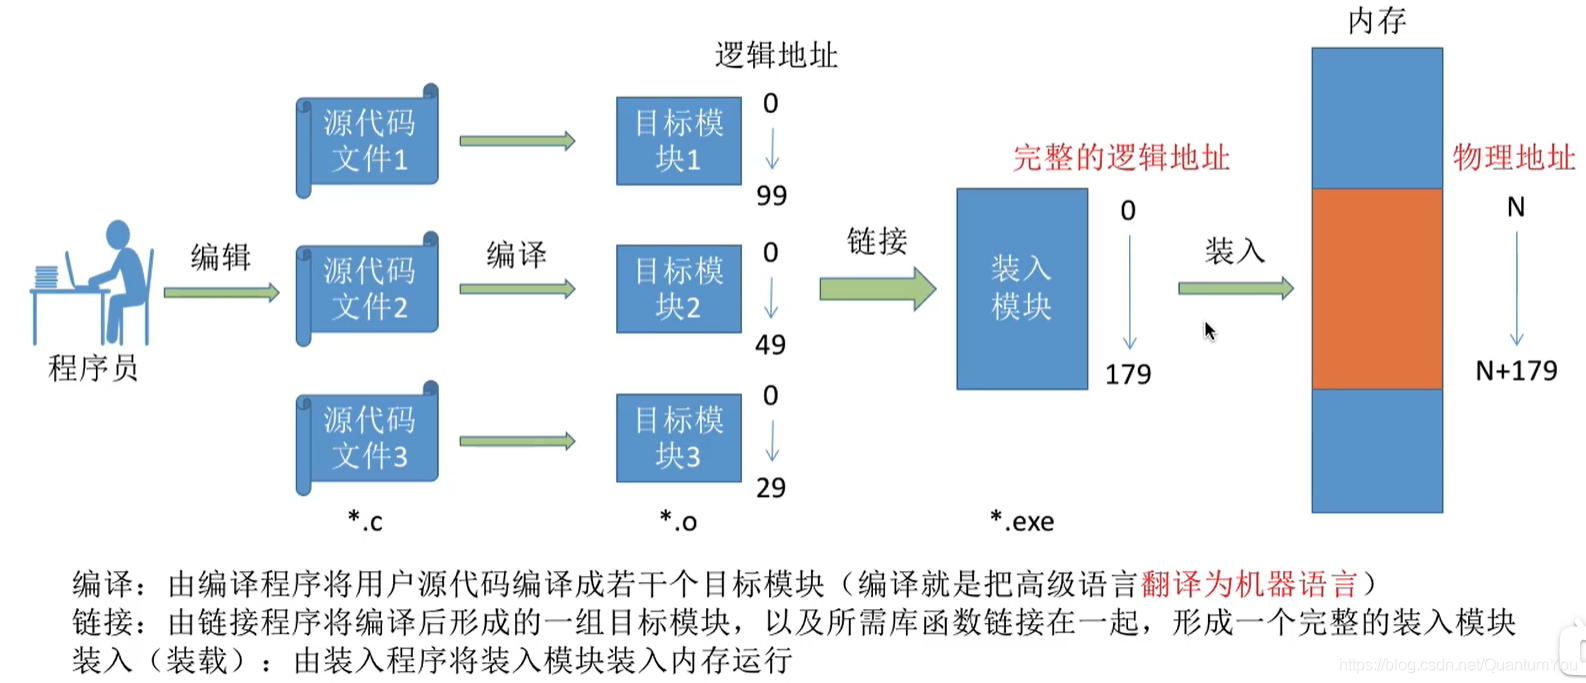 内存
逻辑地址
0
99
源代码
文件1
目标模
块1
完整的逻辑地址
物理地址
编辑
源代码
文件2
编译
目标模
块2
0
49
链接
装入
模块
0
179
装入
N
N+179
程序员
源代码
文件3
目标模
块3
0
29
*.c
*.o
*.exe
编译：由编译程序将用户源代码编译成若干个目标模块（编译就是把高级语言翻译为机器语言）
链接：由链接程序将编译后形成的一组目标模块，以及所需库函数链接在一起，形成一个完整的装入模块
装入（装载）：由装入程序将装入模块装入内存运行
https://blog.csdn.net/QuantumYou